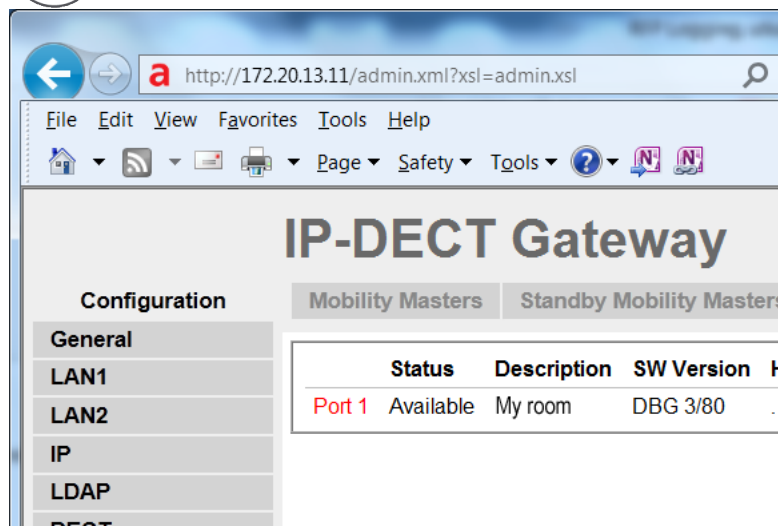 a http://172.20.13.11/admin.xml?xsl=admin.xsl
File Edit View Favorites Tools Help
Page Safety Tools
IP-DECT Gateway
Configuration Mobility Masters Standby Mobility Masters
General
Status Description SW Version
LAN1
Port 1 Available My room DBG 3/80
LAN2
IP
LDAP
DECT